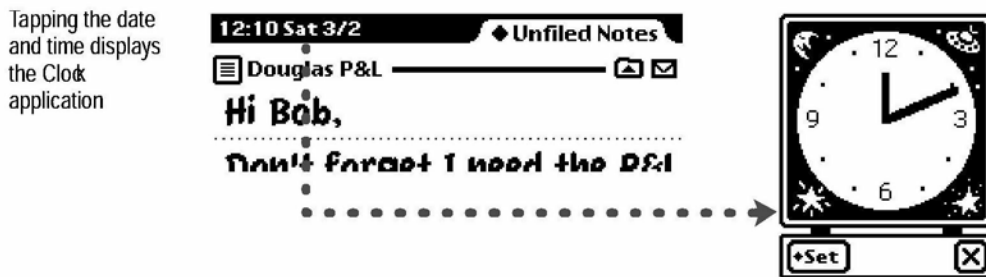 Tapping the date
and time displays
the Clock
application
12:10 Sat 3/2
◆Unfiled Notes
Douglas P&L
Hi Bob,
Don't forget I need the P&L
12
9
3
6
◆Set